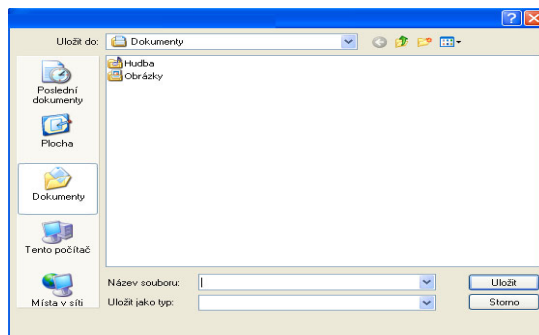 Uložit do:
Dokumenty
Hudba
Obrázky
Poslední
dokumenty
Plocha
Dokumenty
Tento počítač
Místa v síti
Název souboru:
Uložit
Uložit jako typ:
Storno